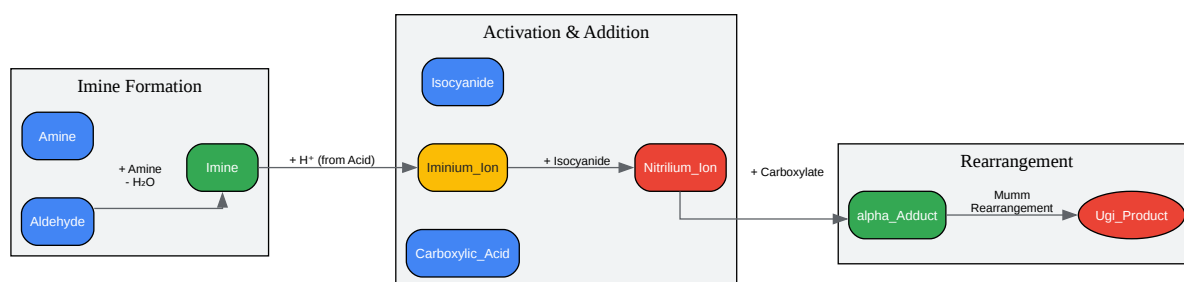 Imine Formation
Amine
Aldehyde
+ Amine
- H₂O
Imine
+ H⁺ (from Acid)
Activation & Addition
Isocyanide
Iminium_Ion
+ Isocyanide
Nitrilium_Ion
Carboxylic_Acid
+ Carboxylate
Rearrangement
alpha_Adduct
Mumm
Rearrangement
Ugi_Product